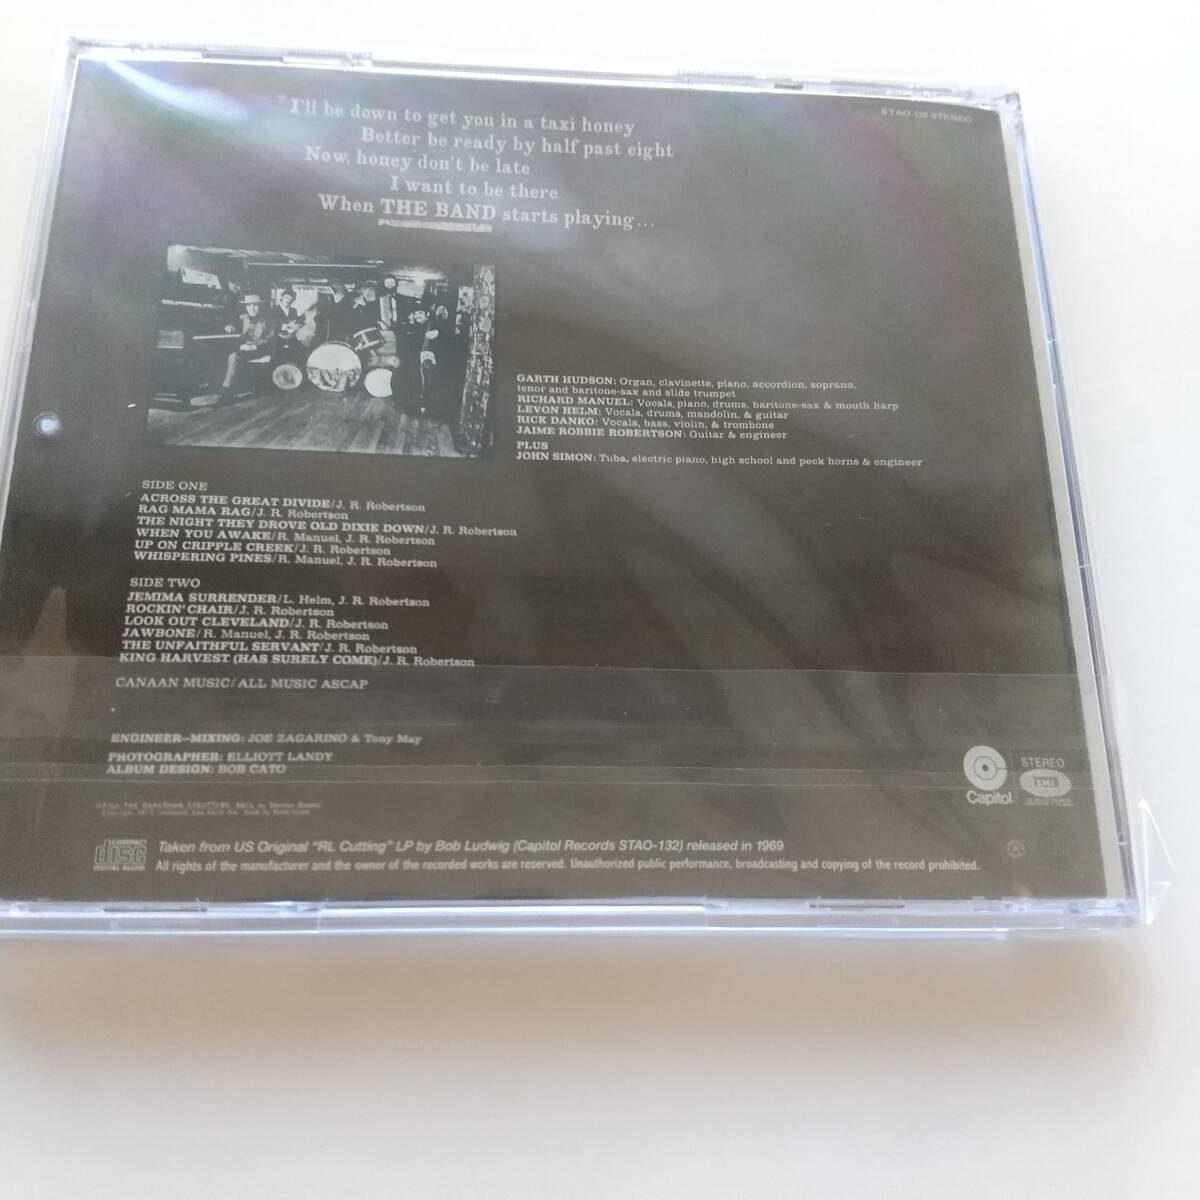 "I'll be down to get you in a taxi honey
Better be ready by half past eight
Now, honey don't be late
I want to be there
When THE BAND starts playing...
STEREO
GARTH HUDSON: Organ, clavinette, piano, accordion, soprano,
tenor and baritone-sax and slide trumpet
RICHARD MANUEL: Vocals, piano, drums, baritone-sax & mouth harp
LEVON HELM: Vocals, drums, mandolin, & guitar
RICK DANKO: Vocals, bass, violin, & trombone
JAIME ROBBIE ROBERTSON: Guitar & engineer
PLUS
JOHN SIMON: Tuba, electric piano, high school and peck horns & engineer
SIDE ONE
ACROSS THE GREAT DIVIDE/J. R. Robertson
RAG MAMA RAG/J. R. Robertson
THE NIGHT THEY DROVE OLD DIXIE DOWN/J. R. Robertson
WHEN YOU AWAKE/R. Manuel, J. R. Robertson
UP ON CRIPPLE CREEK/J. R. Robertson
WHISPERING PINES/R. Manuel, J. R. Robertson
SIDE TWO
JEMIMA SURRENDER/L. Helm, J. R. Robertson
ROCKIN' CHAIR/J. R. Robertson
LOOK OUT CLEVELAND/J. R. Robertson
JAWBONE/R. Manuel, J. R. Robertson
THE UNFAITHFUL SERVANT/J. R. Robertson
KING HARVEST (HAS SURELY COME)/J. R. Robertson
CANAAN MUSIC/ALL MUSIC ASCAP
ENGINEER–MIXING: JOE ZAGARINO & Tony May
PHOTOGRAPHER: ELLIOTT LANDY
ALBUM DESIGN: BOB CATO
Capitol
STEREO
EMI
COMPACT
disc
DIGITAL AUDIO
Taken from US Original "RL Cutting" LP by Bob Ludwig (Capitol Records STAO-132) released in 1969
All rights of the manufacturer and the owner of the recorded works are reserved. Unauthorized public performance, broadcasting and copying of the record prohibited.